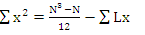 ∑ x² = (N³ − N)/12 − ∑ Lx